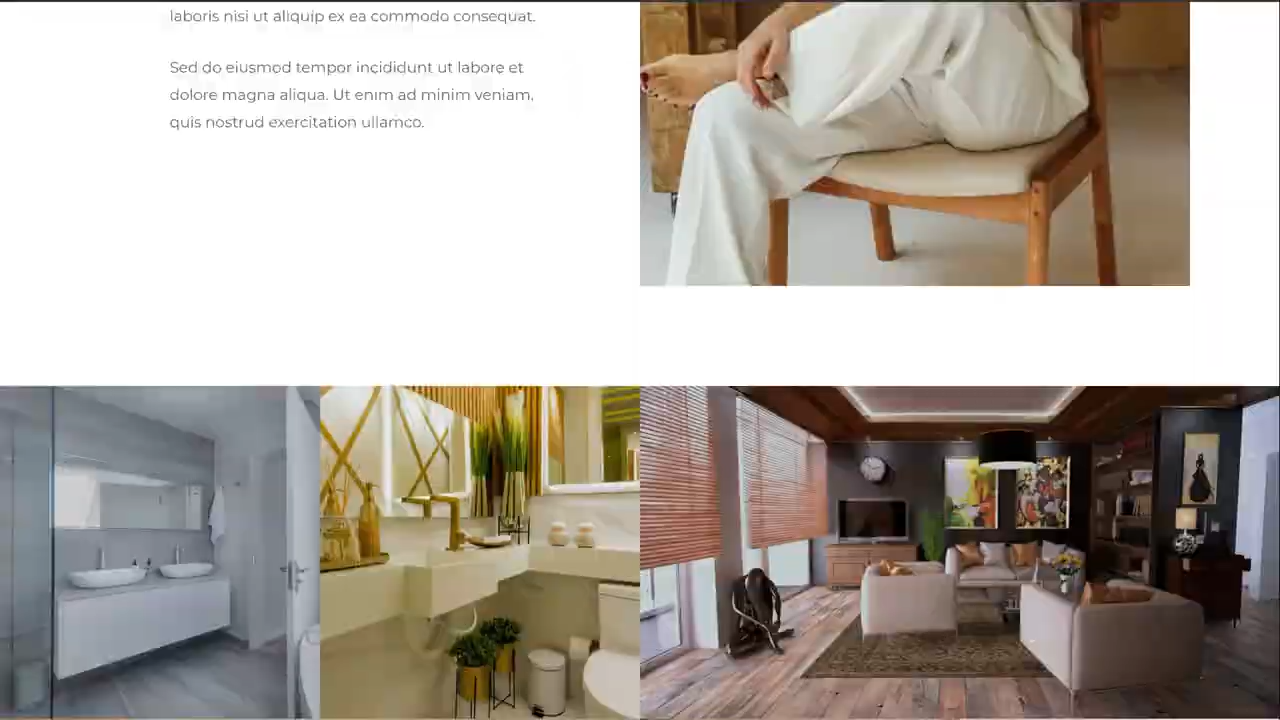 laboris nisi ut aliquip ex ea commodo consequat.
Sed do eiusmod tempor incididunt ut labore et
dolore magna aliqua. Ut enim ad minim veniam,
quis nostrud exercitation ullamco.